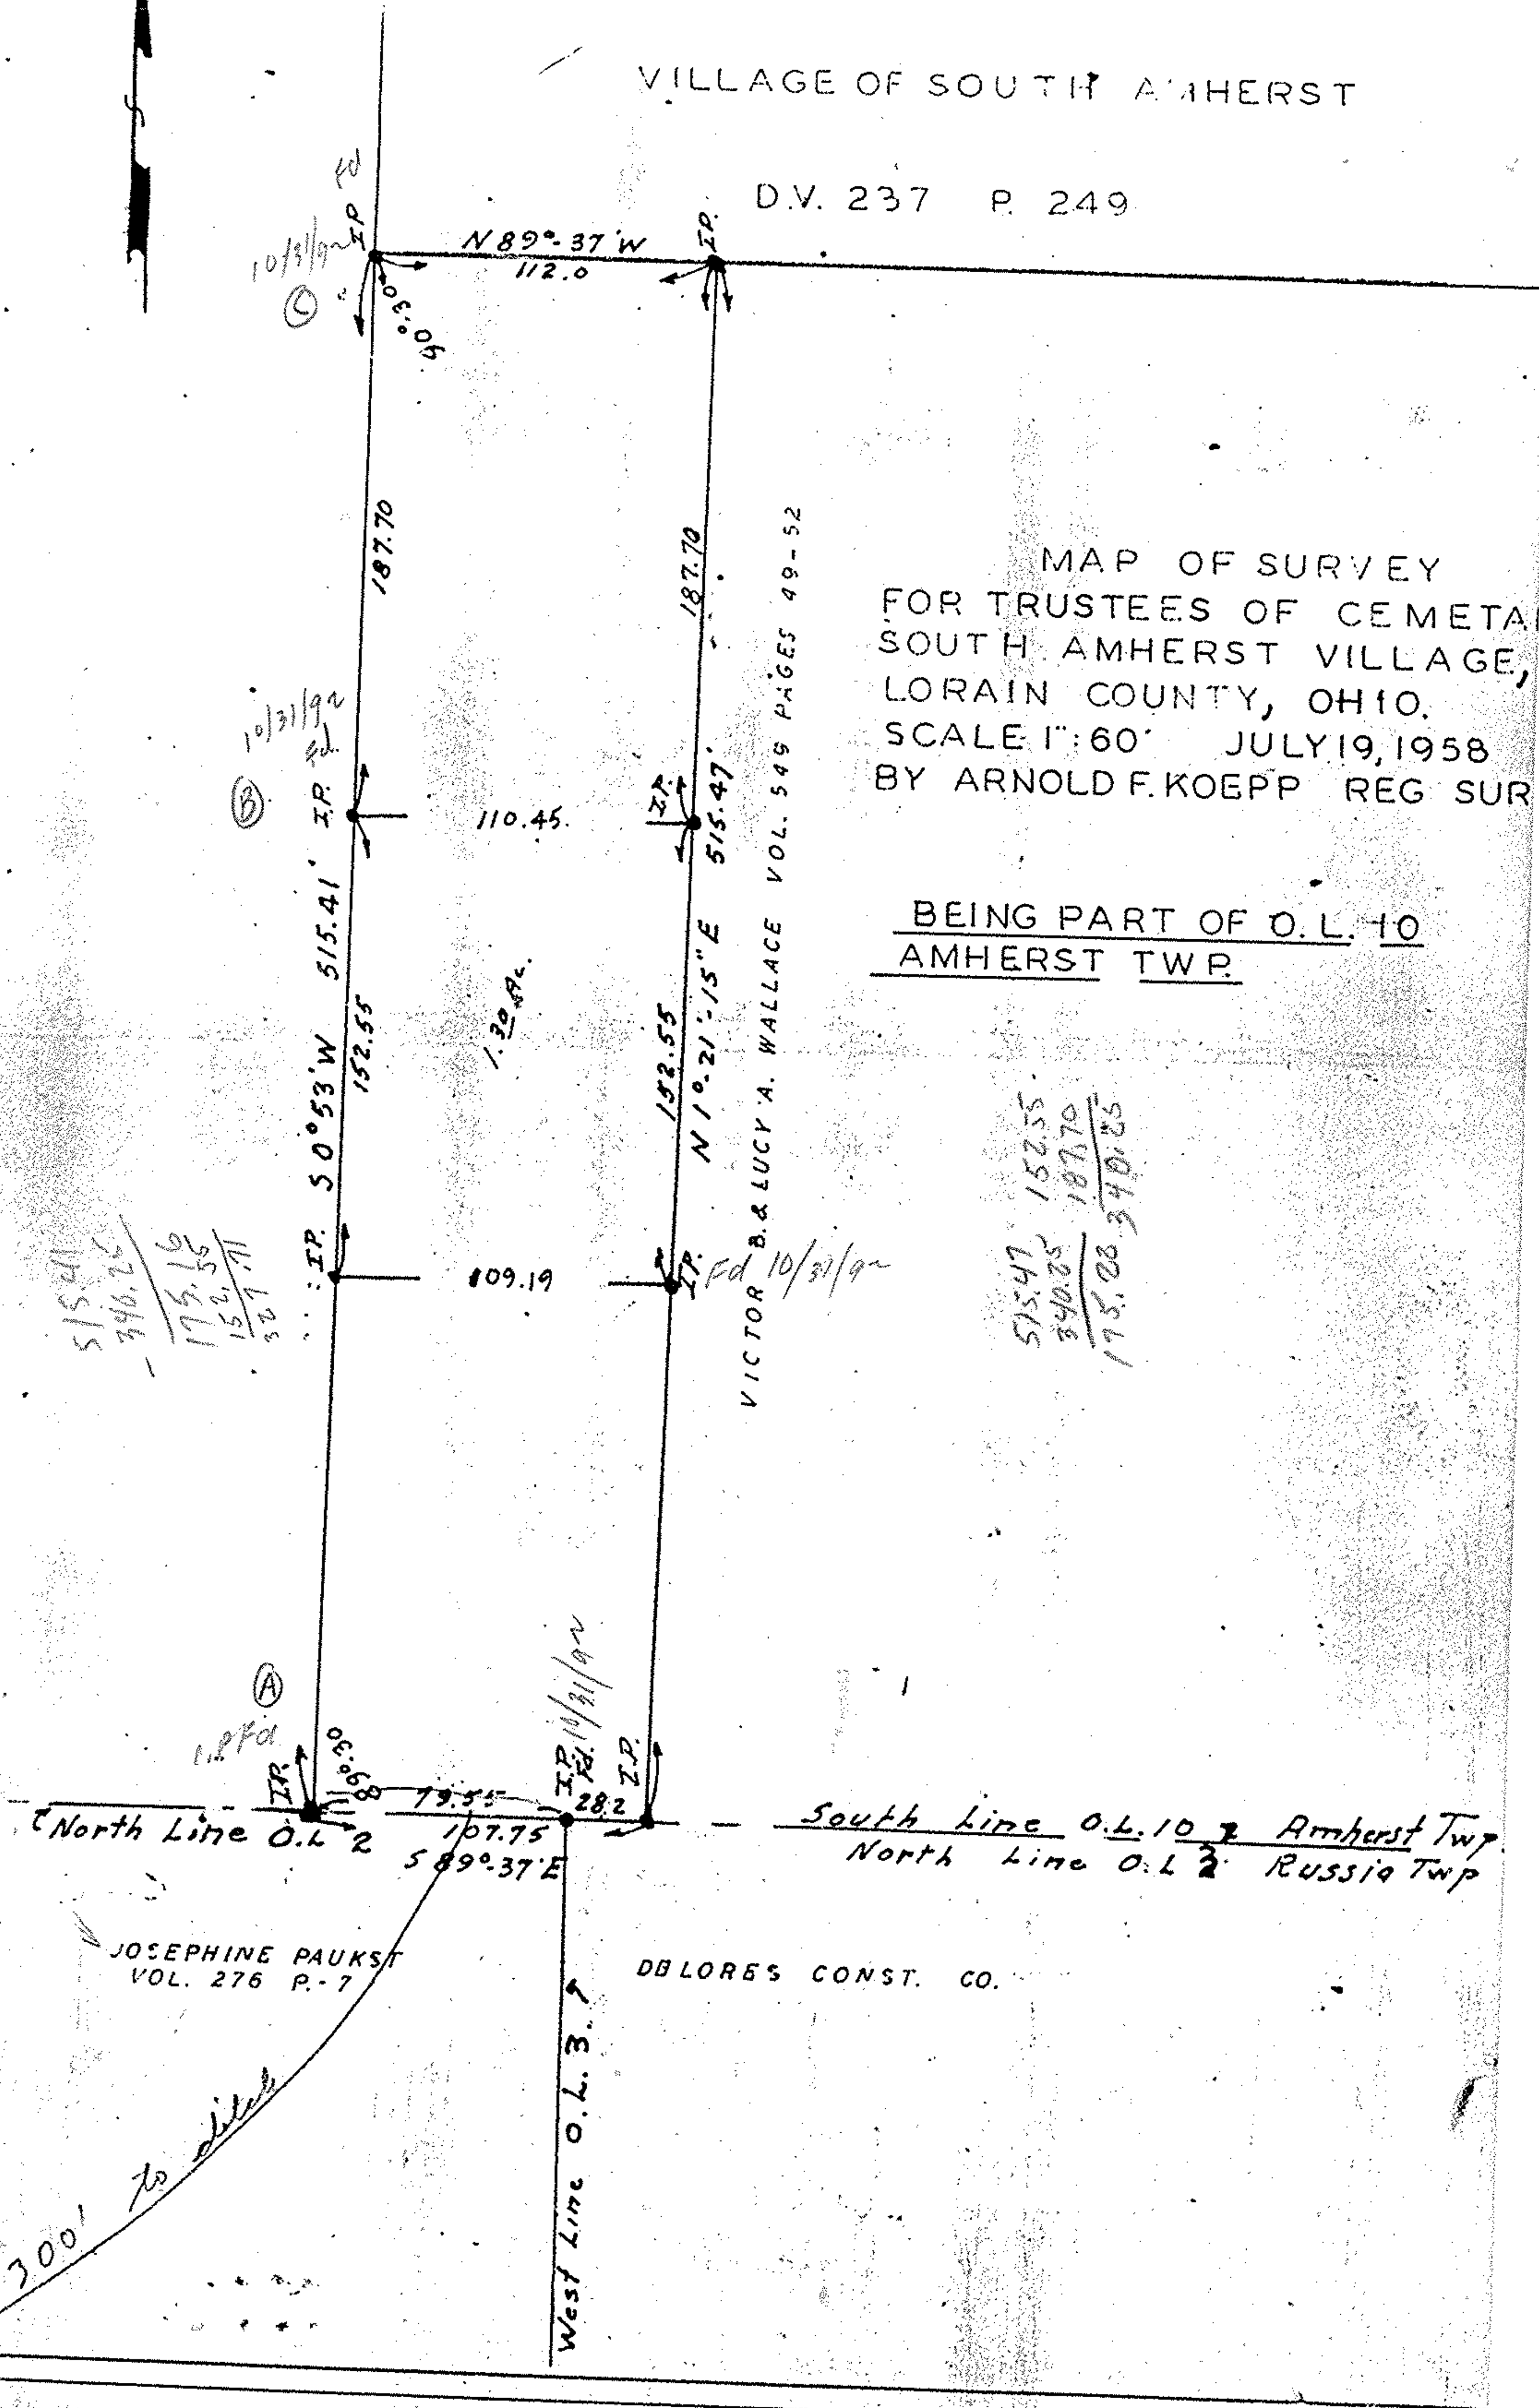 VILLAGE OF SOUTH AMHERST
D.V. 237 P. 249
I.P. Fd
10/31/92
C
N 89°-37'W
112.0
I.P.
90°.30
187.70
187.70
MAP OF SURVEY
FOR TRUSTEES OF CEMETA
SOUTH AMHERST VILLAGE,
LORAIN COUNTY, OHIO.
SCALE 1":60' JULY 19, 1958
BY ARNOLD F. KOEPP REG SUR
BEING PART OF O.L. 10
AMHERST TWP.
10/31/92
Fd.
B
I.P.
110.45.
I.P.
S 0°53'W 515.41'
152.55
1.30 Ac.
152.55
N 1°-21'-15" E 515.47'
VICTOR B. & LUCY A. WALLACE VOL. 549 PAGES 49-52
I.P.
109.19
I.P.
Fd 10/31/92
515.41
- 340.25
175.16
152.55
327.71
152.55
187.70
340.25
515.47
340.25
175.22
A
Fd
I.P.
89°.30
79.55
I.P.
Fd. 10/31/92
28.2
I.P.
107.75
S 89°-37'E
North Line O.L 2
South Line O.L. 10 Amherst Twp.
North Line O.L Russia Twp
JOSEPHINE PAUKST
VOL. 276 P.-7
DELORES CONST. CO.
West Line O.L. 3.
300' to ditch